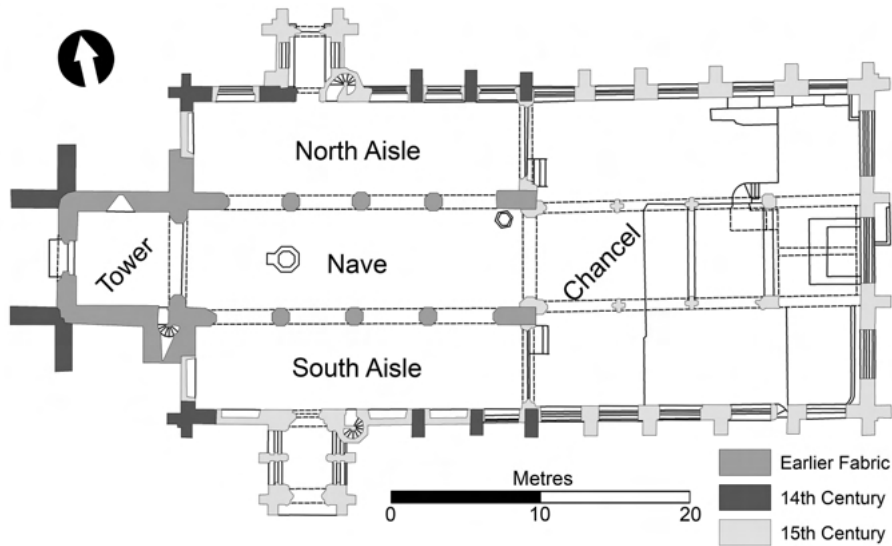 North Aisle
Tower
Nave
Chancel
South Aisle
Metres
0 10 20
Earlier Fabric
14th Century
15th Century